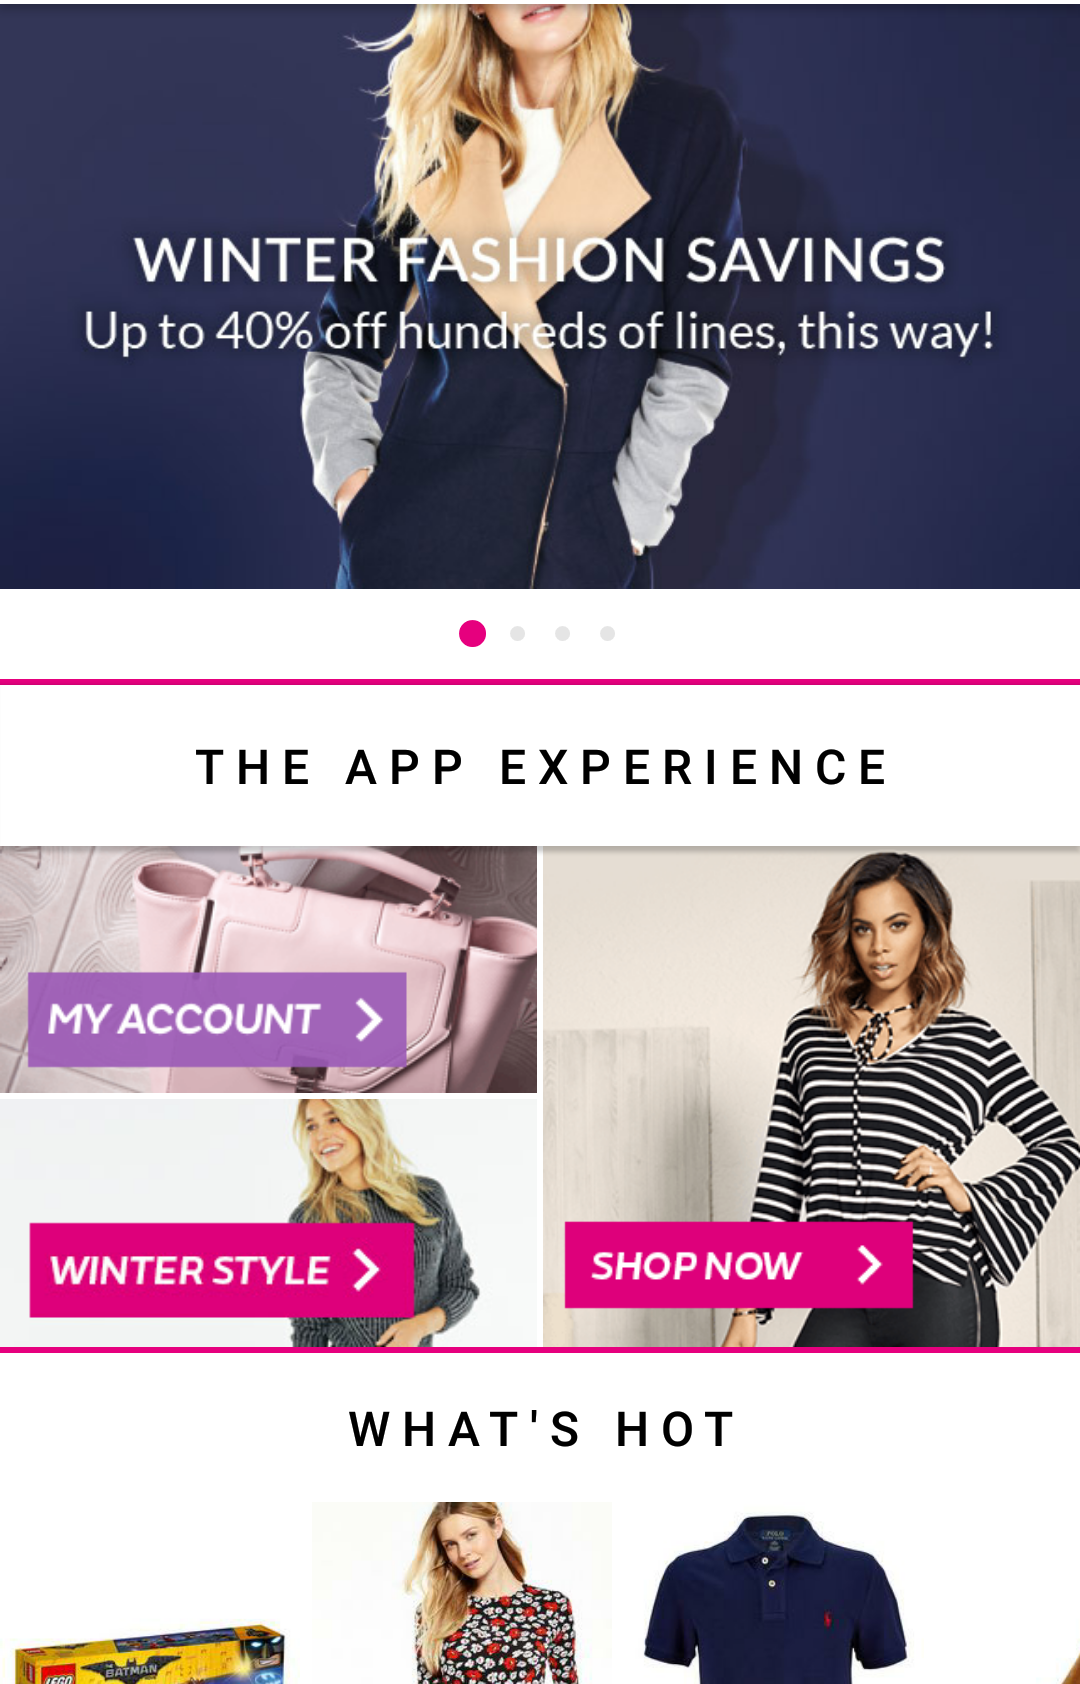 WINTER FASHION SAVINGS
Up to 40% off hundreds of lines, this way!
THE APP EXPERIENCE
MY ACCOUNT
WINTER STYLE
SHOP NOW
WHAT'S HOT
POLO
LEGO
BATMAN